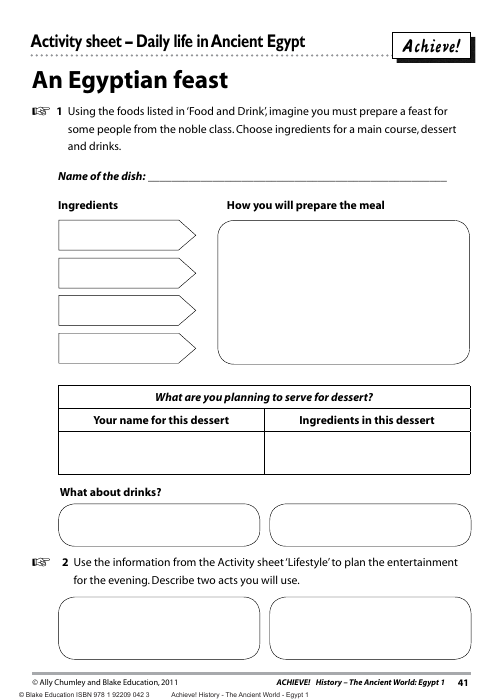 Activity sheet – Daily life in Ancient Egypt
Achieve!
An Egyptian feast
1 Using the foods listed in ‘Food and Drink’, imagine you must prepare a feast for
some people from the noble class. Choose ingredients for a main course, dessert
and drinks.
Name of the dish: ______________________________________________
Ingredients
How you will prepare the meal
What are you planning to serve for dessert?
Your name for this dessert
Ingredients in this dessert
What about drinks?
2 Use the information from the Activity sheet ‘Lifestyle’ to plan the entertainment
for the evening. Describe two acts you will use.
© Ally Chumley and Blake Education, 2011
ACHIEVE! History – The Ancient World: Egypt 1 41
© Blake Education ISBN 978 1 92209 042 3 Achieve! History - The Ancient World - Egypt 1